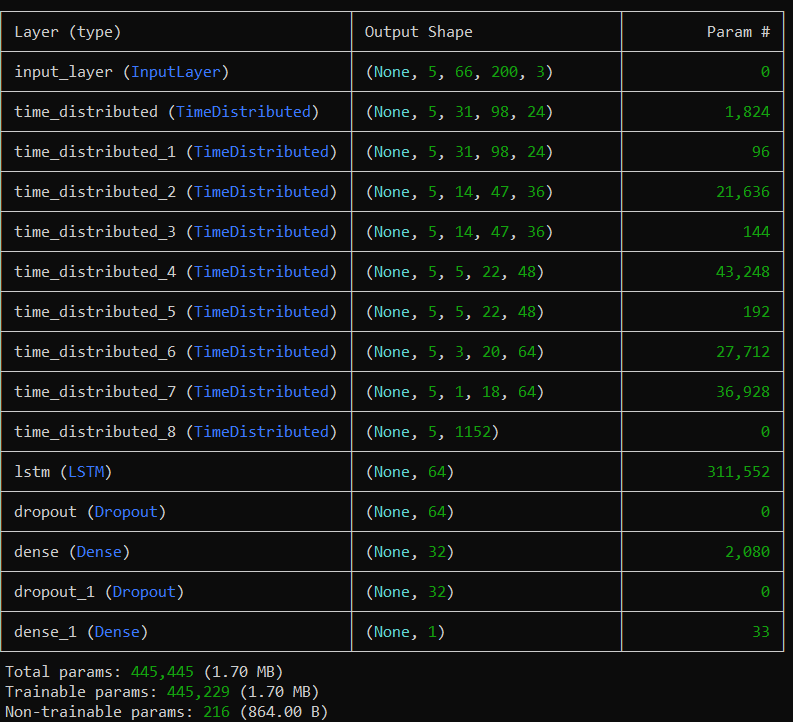 Layer (type) Output Shape Param #
input_layer (InputLayer) (None, 5, 66, 200, 3) 0
time_distributed (TimeDistributed) (None, 5, 31, 98, 24) 1,824
time_distributed_1 (TimeDistributed) (None, 5, 31, 98, 24) 96
time_distributed_2 (TimeDistributed) (None, 5, 14, 47, 36) 21,636
time_distributed_3 (TimeDistributed) (None, 5, 14, 47, 36) 144
time_distributed_4 (TimeDistributed) (None, 5, 5, 22, 48) 43,248
time_distributed_5 (TimeDistributed) (None, 5, 5, 22, 48) 192
time_distributed_6 (TimeDistributed) (None, 5, 3, 20, 64) 27,712
time_distributed_7 (TimeDistributed) (None, 5, 1, 18, 64) 36,928
time_distributed_8 (TimeDistributed) (None, 5, 1152) 0
lstm (LSTM) (None, 64) 311,552
dropout (Dropout) (None, 64) 0
dense (Dense) (None, 32) 2,080
dropout_1 (Dropout) (None, 32) 0
dense_1 (Dense) (None, 1) 33
Total params: 445,445 (1.70 MB)
Trainable params: 445,229 (1.70 MB)
Non-trainable params: 216 (864.00 B)